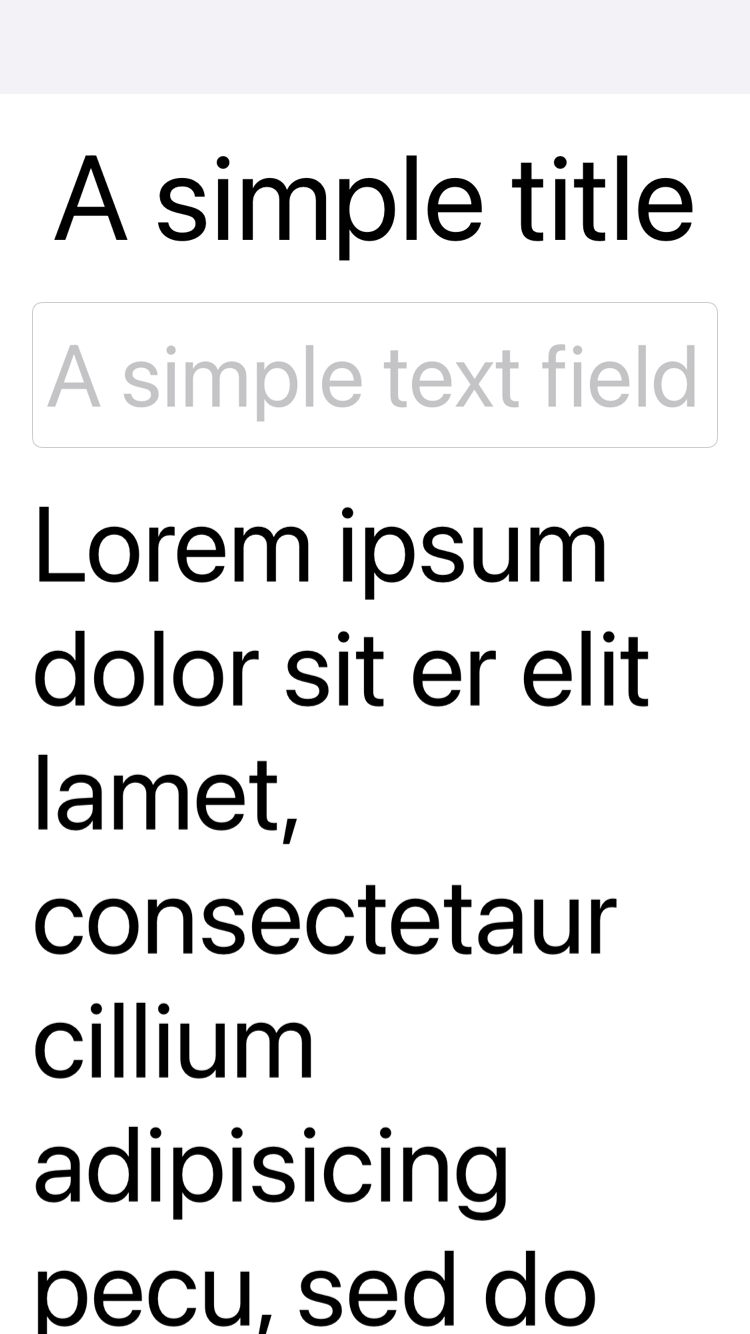 A simple title
A simple text field
Lorem ipsum
dolor sit er elit
lamet,
consectetaur
cillium
adipisicing
pecu, sed do